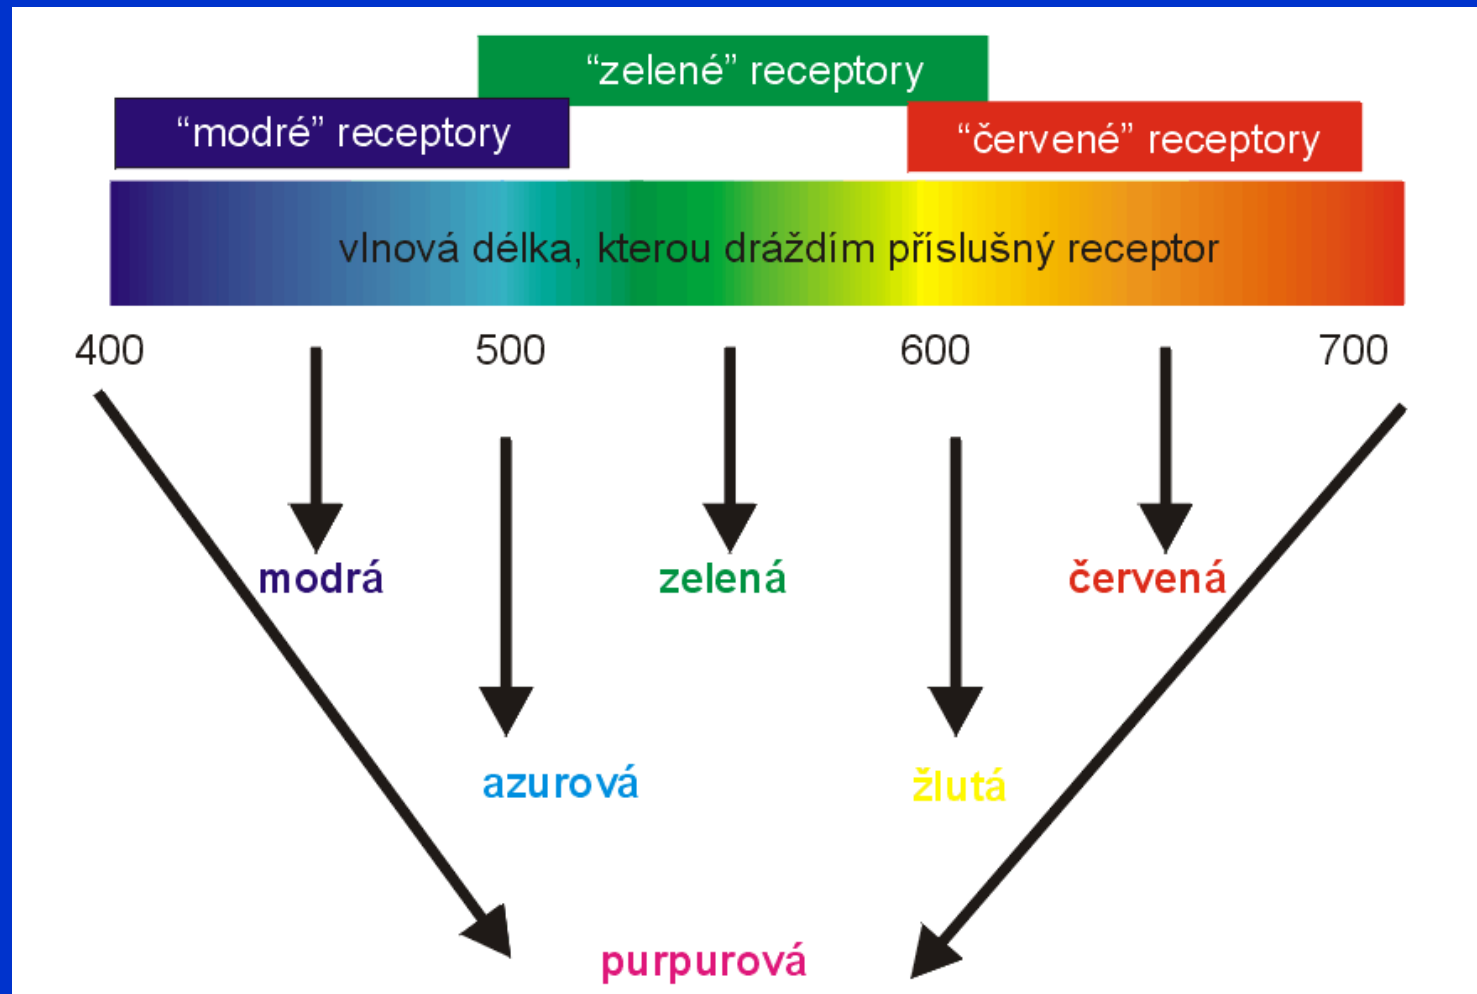 “zelené” receptory
“modré” receptory
“červené” receptory
vlnová délka, kterou dráždím příslušný receptor
400 500 600 700
modrá zelená červená
azurová žlutá
purpurová